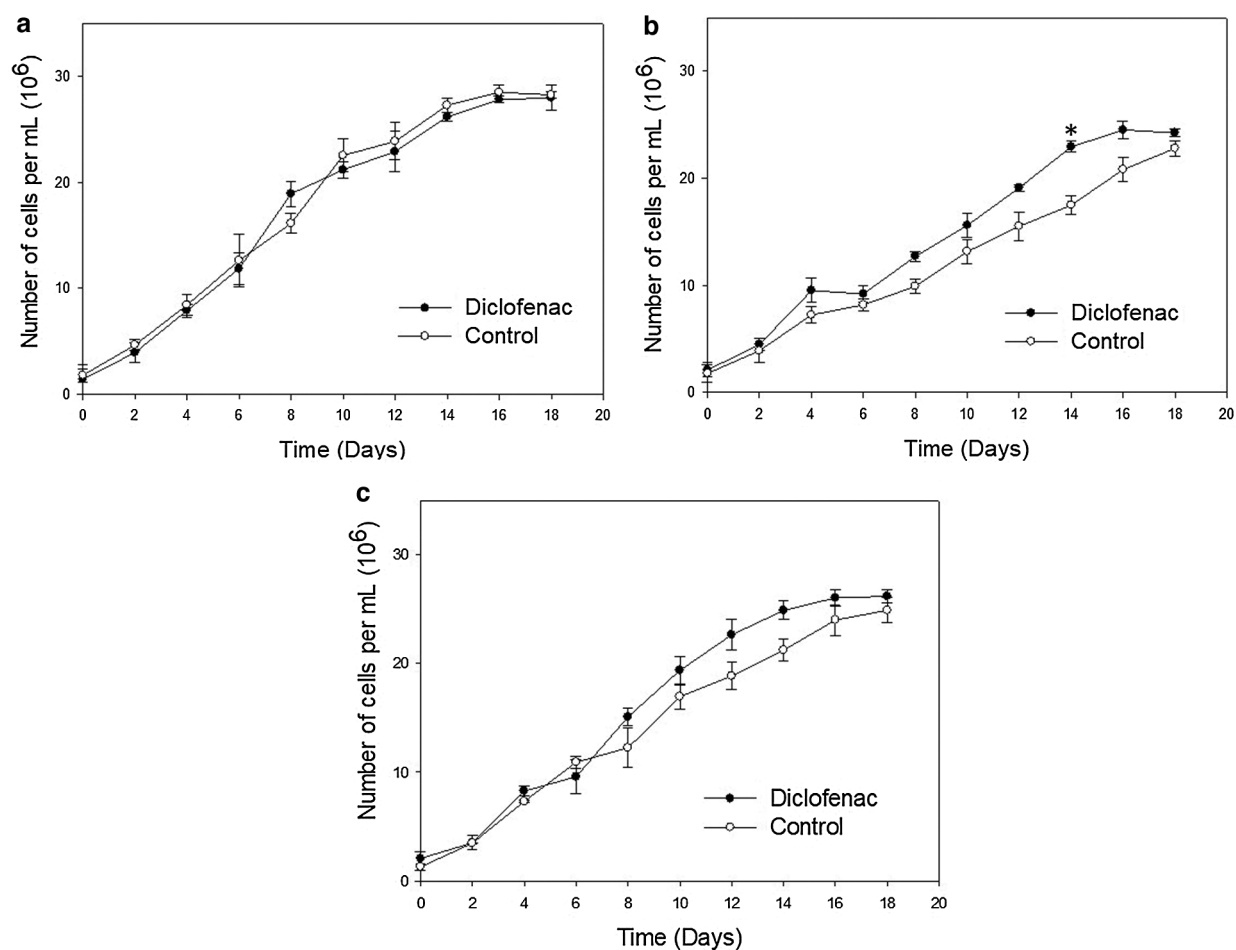 a
Number of cells per mL (10⁶)
30
20
10
0
0 2 4 6 8 10 12 14 16 18 20
Time (Days)
Diclofenac
Control
b
Number of cells per mL (10⁶)
30
20
10
0
0 2 4 6 8 10 12 14 16 18 20
Time (Days)
*
Diclofenac
Control
c
Number of cells per mL (10⁶)
30
20
10
0
0 2 4 6 8 10 12 14 16 18 20
Time (Days)
Diclofenac
Control